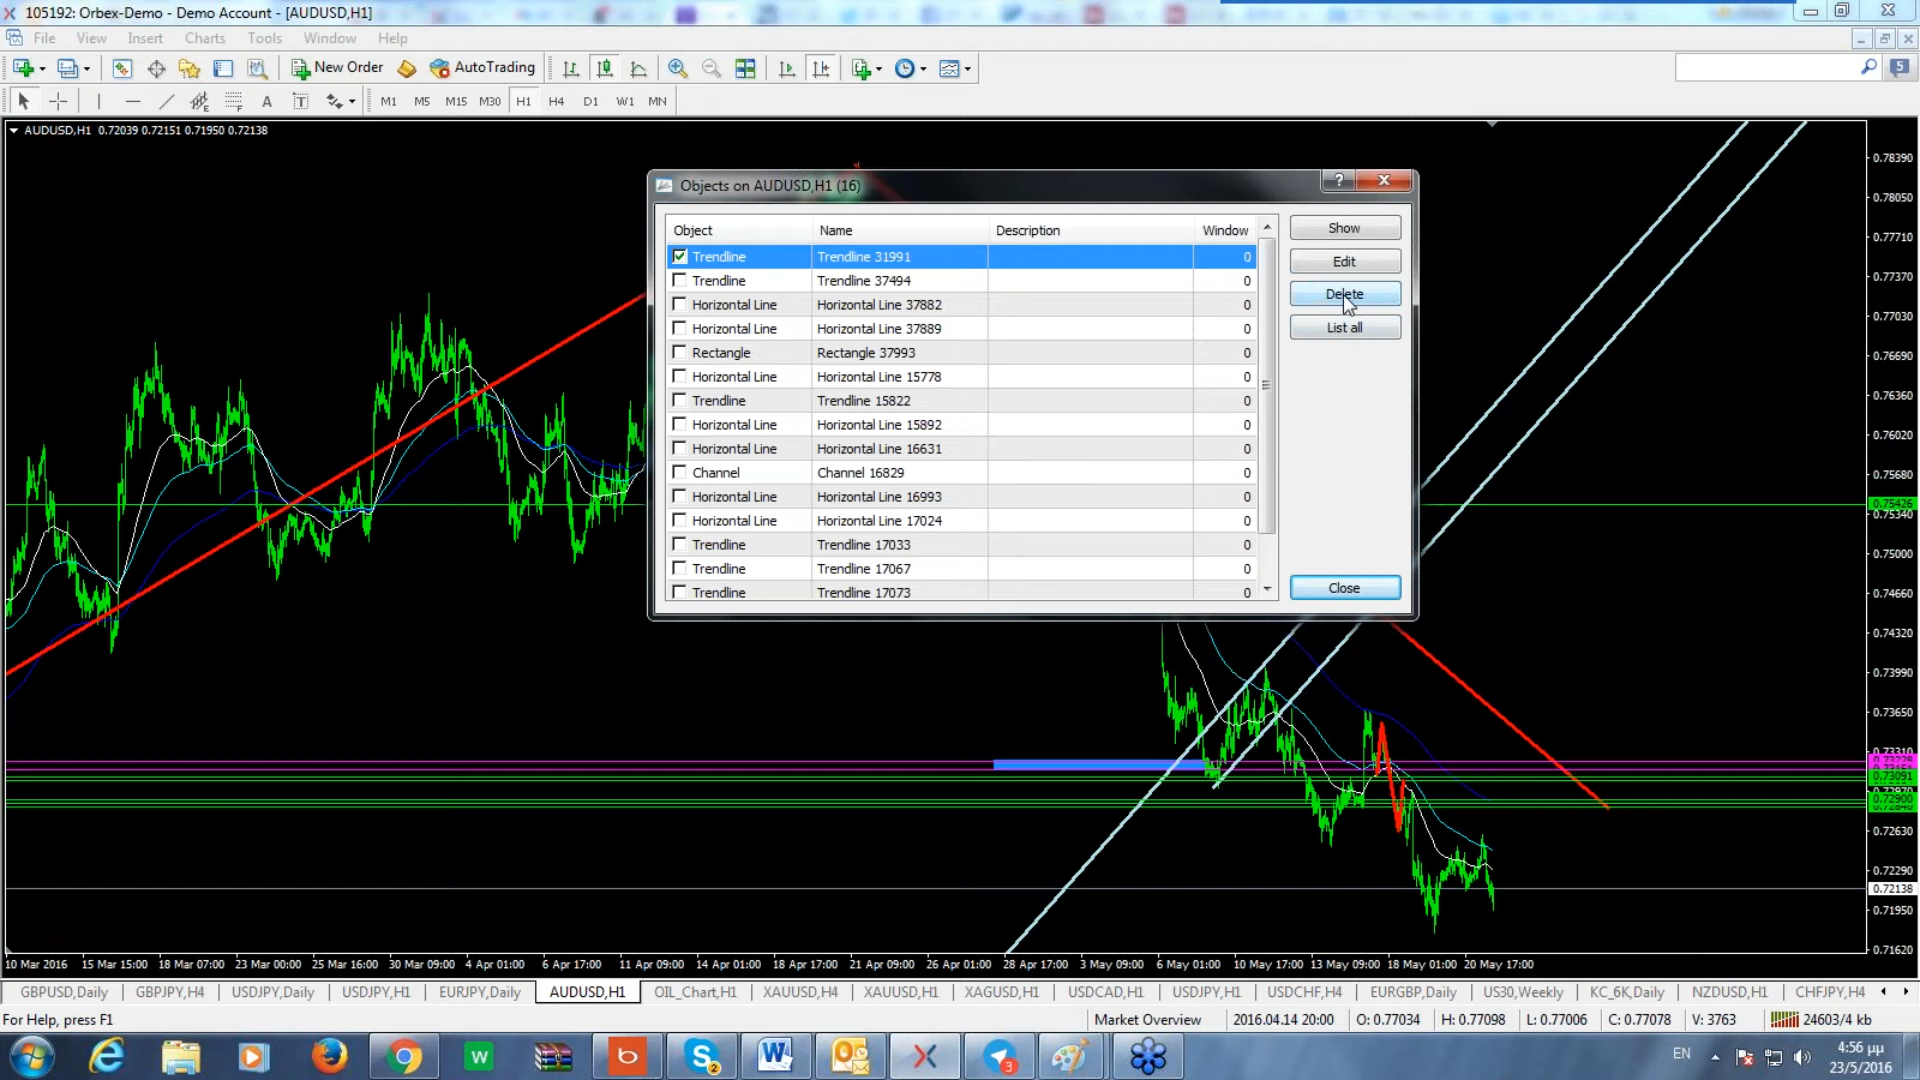 105192: Orbex-Demo - Demo Account - [AUDUSD,H1]
File View Insert Charts Tools Window Help
New Order AutoTrading 5
A T M1 M5 M15 M30 H1 H4 D1 W1 MN
AUDUSD,H1 0.72039 0.72151 0.71950 0.72138
Objects on AUDUSD,H1 (16) ?
Object Name Description Window
Trendline Trendline 31991 0
Trendline Trendline 37494 0
Horizontal Line Horizontal Line 37882 0
Horizontal Line Horizontal Line 37889 0
Rectangle Rectangle 37993 0
Horizontal Line Horizontal Line 15778 0
Trendline Trendline 15822 0
Horizontal Line Horizontal Line 15892 0
Horizontal Line Horizontal Line 16631 0
Channel Channel 16829 0
Horizontal Line Horizontal Line 16993 0
Horizontal Line Horizontal Line 17024 0
Trendline Trendline 17033 0
Trendline Trendline 17067 0
Trendline Trendline 17073 0
Show
Edit
Delete
List all
Close
0.78390
0.78050
0.77710
0.77370
0.77030
0.76690
0.76360
0.76020
0.75680
0.75426
0.75340
0.75000
0.74660
0.74320
0.73990
0.73650
0.73310
0.73091
0.72900
0.72630
0.72290
0.72138
0.71950
0.71620
10 Mar 2016 15 Mar 15:00 18 Mar 07:00 23 Mar 00:00 25 Mar 16:00 30 Mar 09:00 4 Apr 01:00 6 Apr 17:00 11 Apr 09:00 14 Apr 01:00 18 Apr 17:00 21 Apr 09:00 26 Apr 01:00 28 Apr 17:00 3 May 09:00 6 May 01:00 10 May 17:00 13 May 09:00 18 May 01:00 20 May 17:00
GBPUSD,Daily GBPJPY,H4 USDJPY,Daily USDJPY,H1 EURJPY,Daily AUDUSD,H1 OIL_Chart,H1 XAUUSD,H4 XAUUSD,H1 XAGUSD,H1 USDCAD,H1 USDJPY,H1 USDCHF,H4 EURGBP,Daily US30,Weekly KC_6K,Daily NZDUSD,H1 CHFJPY,H4
For Help, press F1 Market Overview 2016.04.14 20:00 O: 0.77034 H: 0.77098 L: 0.77006 C: 0.77078 V: 3763 24603/4 kb
W b S 2 W 3 EN 4:56 μμ
23/5/2016